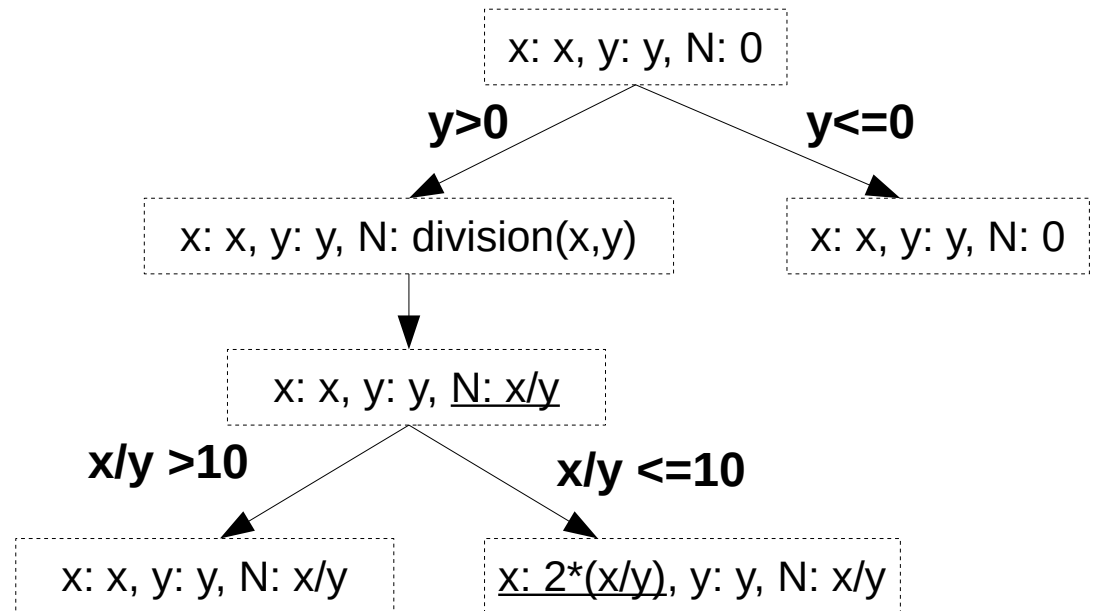 x: x, y: y, N: 0
y>0
y<=0
x: x, y: y, N: division(x,y)
x: x, y: y, N: 0
x: x, y: y, N: x/y
x/y >10
x/y <=10
x: x, y: y, N: x/y
x: 2*(x/y), y: y, N: x/y